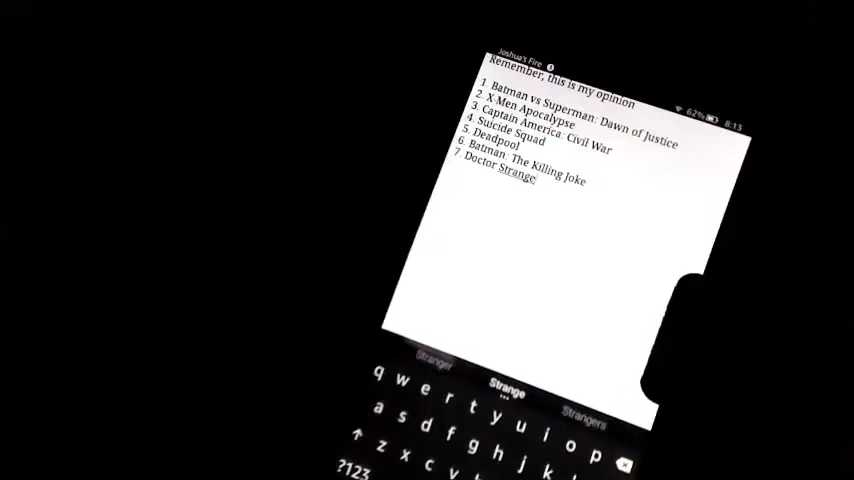 Joshua's Fire 62% 8:13
Remember, this is my opinion
1. Batman vs Superman: Dawn of Justice
2. X-Men Apocalypse
3. Captain America: Civil War
4. Suicide Squad
5. Deadpool
6. Batman: The Killing Joke
7. Doctor Strange
Stranger Strange Strangers
q w e r t y u i o p
a s d f g h j k
z x c v
?123